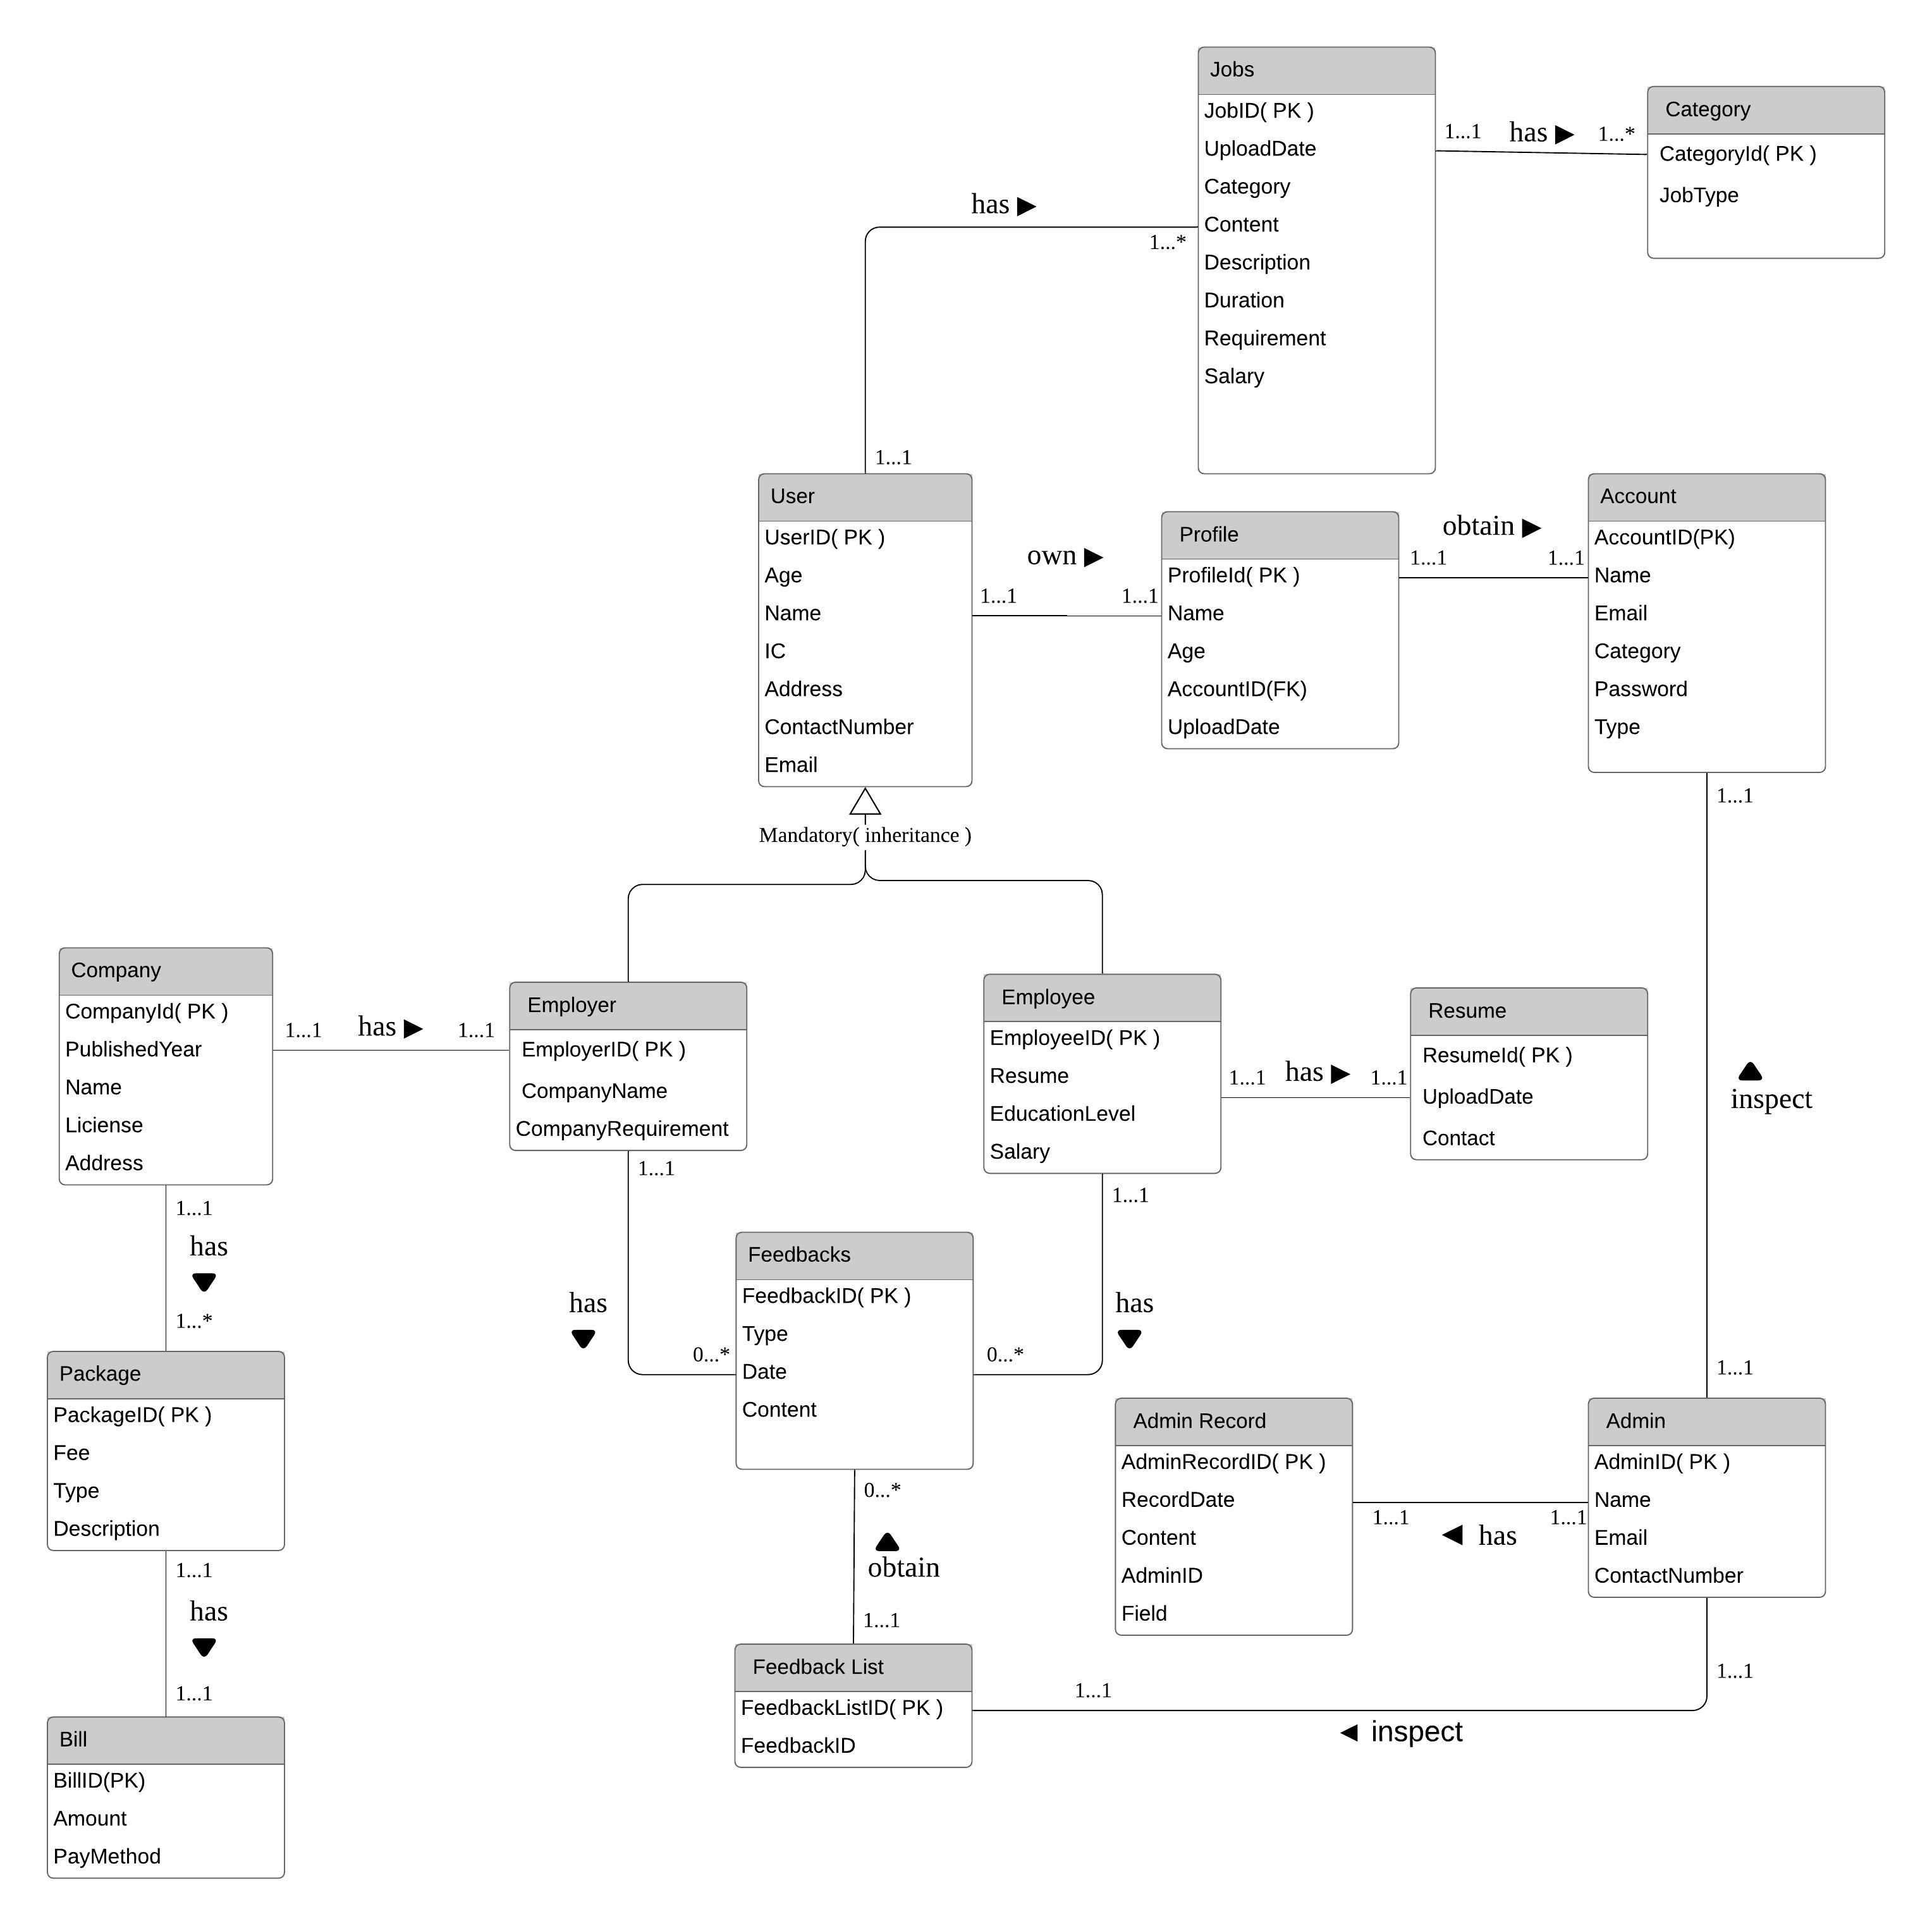 Jobs
JobID( PK )
UploadDate
Category
Content
Description
Duration
Requirement
Salary
1...1
has
1...*
Category
CategoryId( PK )
JobType
has
1...*
1...1
User
UserID( PK )
Age
Name
IC
Address
ContactNumber
Email
own
1...1
1...1
Profile
ProfileId( PK )
Name
Age
AccountID(FK)
UploadDate
obtain
1...1
1...1
Account
AccountID(PK)
Name
Email
Category
Password
Type
1...1
Mandatory( inheritance )
Company
CompanyId( PK )
PublishedYear
Name
Liciense
Address
1...1
has
1...1
Employer
EmployerID( PK )
CompanyName
CompanyRequirement
Employee
EmployeeID( PK )
Resume
EducationLevel
Salary
1...1
has
1...1
Resume
ResumeId( PK )
UploadDate
Contact
inspect
1...1
has
1...*
1...1
has
0...*
1...1
has
0...*
Feedbacks
FeedbackID( PK )
Type
Date
Content
1...1
Package
PackageID( PK )
Fee
Type
Description
Admin Record
AdminRecordID( PK )
RecordDate
Content
AdminID
Field
1...1
has
1...1
Admin
AdminID( PK )
Name
Email
ContactNumber
0...*
obtain
1...1
1...1
has
1...1
Feedback List
FeedbackListID( PK )
FeedbackID
1...1
inspect
1...1
Bill
BillID(PK)
Amount
PayMethod